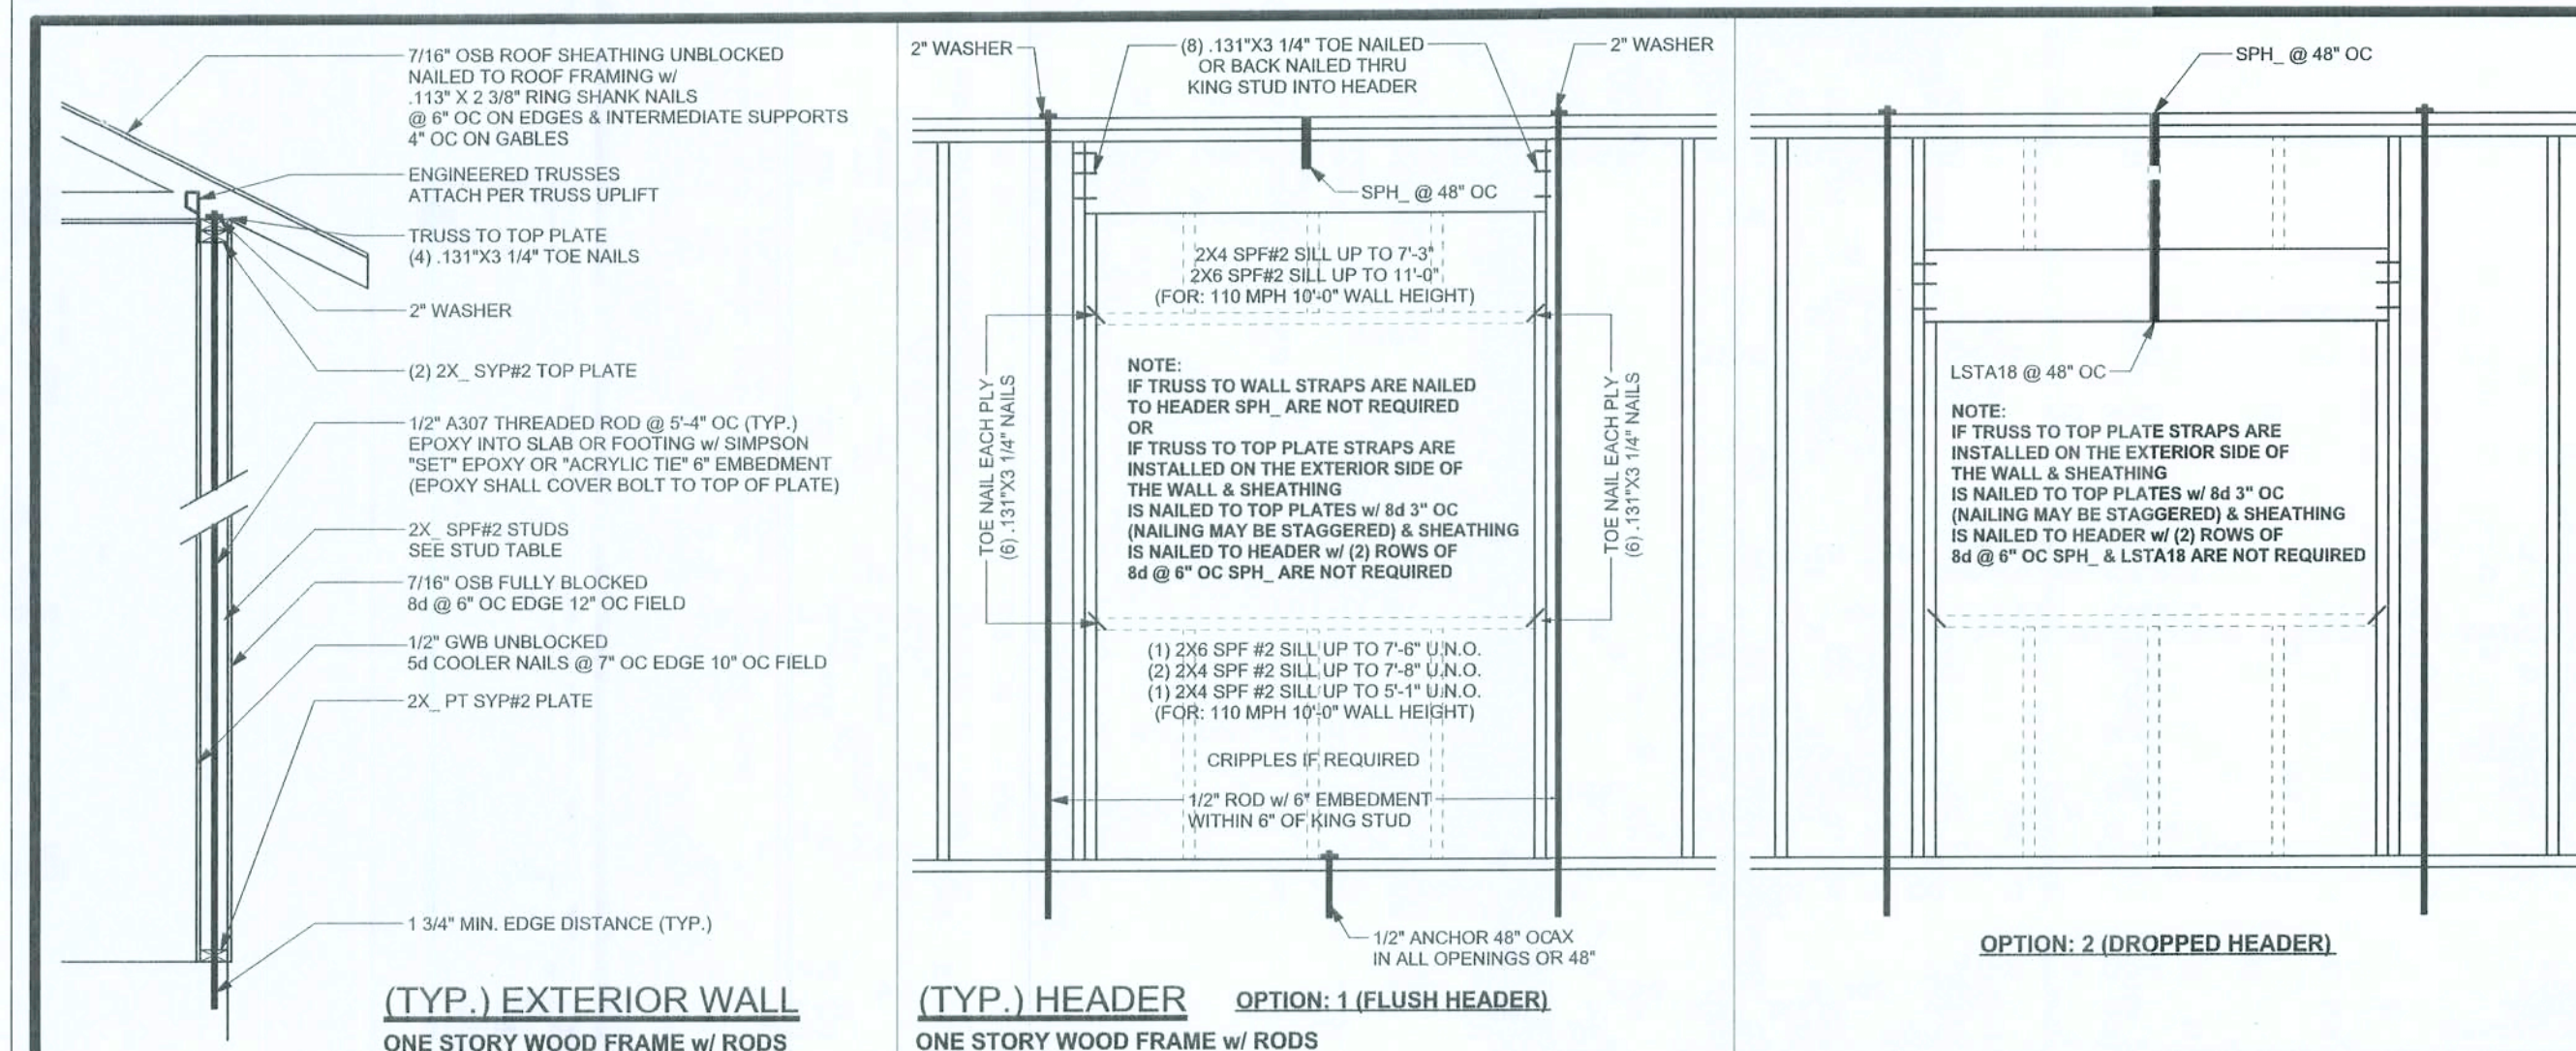 7/16" OSB ROOF SHEATHING UNBLOCKED
NAILED TO ROOF FRAMING w/
.113" X 2 3/8" RING SHANK NAILS
@ 6" OC ON EDGES & INTERMEDIATE SUPPORTS
4" OC ON GABLES
ENGINEERED TRUSSES
ATTACH PER TRUSS UPLIFT
TRUSS TO TOP PLATE
(4) .131"X3 1/4" TOE NAILS
2" WASHER
(2) 2X_ SYP#2 TOP PLATE
1/2" A307 THREADED ROD @ 5'-4" OC (TYP.)
EPOXY INTO SLAB OR FOOTING w/ SIMPSON
"SET" EPOXY OR "ACRYLIC TIE" 6" EMBEDMENT
(EPOXY SHALL COVER BOLT TO TOP OF PLATE)
2X_ SPF#2 STUDS
SEE STUD TABLE
7/16" OSB FULLY BLOCKED
8d @ 6" OC EDGE 12" OC FIELD
1/2" GWB UNBLOCKED
5d COOLER NAILS @ 7" OC EDGE 10" OC FIELD
2X_ PT SYP#2 PLATE
1 3/4" MIN. EDGE DISTANCE (TYP.)
(TYP.) EXTERIOR WALL
ONE STORY WOOD FRAME w/ RODS
2" WASHER
(8) .131"X3 1/4" TOE NAILED
OR BACK NAILED THRU
KING STUD INTO HEADER
2" WASHER
SPH_ @ 48" OC
2X4 SPF#2 SILL UP TO 7'-3"
2X6 SPF#2 SILL UP TO 11'-0"
(FOR: 110 MPH 10'-0" WALL HEIGHT)
TOE NAIL EACH PLY
(6) .131"X3 1/4" NAILS
NOTE:
IF TRUSS TO WALL STRAPS ARE NAILED
TO HEADER SPH_ ARE NOT REQUIRED
OR
IF TRUSS TO TOP PLATE STRAPS ARE
INSTALLED ON THE EXTERIOR SIDE OF
THE WALL & SHEATHING
IS NAILED TO TOP PLATES w/ 8d 3" OC
(NAILING MAY BE STAGGERED) & SHEATHING
IS NAILED TO HEADER w/ (2) ROWS OF
8d @ 6" OC SPH_ ARE NOT REQUIRED
TOE NAIL EACH PLY
(6) .131"X3 1/4" NAILS
(1) 2X6 SPF #2 SILL UP TO 7'-6" U.N.O.
(2) 2X4 SPF #2 SILL UP TO 7'-8" U.N.O.
(1) 2X4 SPF #2 SILL UP TO 5'-1" U.N.O.
(FOR: 110 MPH 10'-0" WALL HEIGHT)
CRIPPLES IF REQUIRED
1/2" ROD w/ 6" EMBEDMENT
WITHIN 6" OF KING STUD
1/2" ANCHOR 48" OCAX
IN ALL OPENINGS OR 48"
(TYP.) HEADER
OPTION: 1 (FLUSH HEADER)
ONE STORY WOOD FRAME w/ RODS
SPH_ @ 48" OC
LSTA18 @ 48" OC
NOTE:
IF TRUSS TO TOP PLATE STRAPS ARE
INSTALLED ON THE EXTERIOR SIDE OF
THE WALL & SHEATHING
IS NAILED TO TOP PLATES w/ 8d 3" OC
(NAILING MAY BE STAGGERED) & SHEATHING
IS NAILED TO HEADER w/ (2) ROWS OF
8d @ 6" OC SPH_ & LSTA18 ARE NOT REQUIRED
OPTION: 2 (DROPPED HEADER)